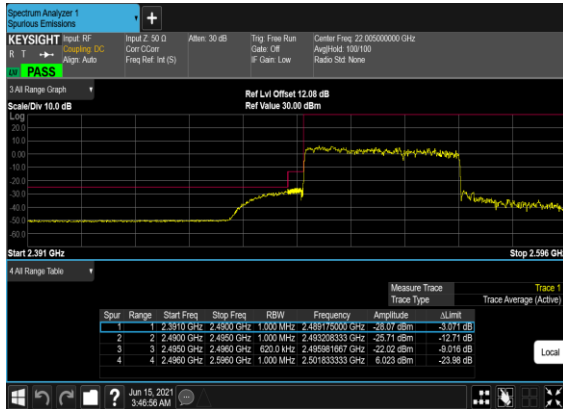 Spectrum Analyzer 1
Spurious Emissions
KEYSIGHT Input: RF Input Z: 50 Ω Atten: 30 dB Trig: Free Run Center Freq: 22.005000000 GHz
R T Coupling: DC Corr CCorr Gate: Off Avg|Hold: 100/100
Align: Auto Freq Ref: Int (S) IF Gain: Low Radio Std: None
PASS
3 All Range Graph
Ref Lvl Offset 12.08 dB
Scale/Div 10.0 dB Ref Value 30.00 dBm
Log
20.0
10.0
0.00
-10.0
-20.0
-30.0
-40.0
-50.0
-60.0
Start 2.391 GHz Stop 2.596 GH
4 All Range Table
Measure Trace Trace 1
Trace Type Trace Average (Active)
Spur Range Start Freq Stop Freq RBW Frequency Amplitude ΔLimit
1 1 2.3910 GHz 2.4900 GHz 1.000 MHz 2.489175000 GHz -28.07 dBm -3.071 dB
2 2 2.4900 GHz 2.4950 GHz 1.000 MHz 2.493208333 GHz -25.71 dBm -12.71 dB
3 3 2.4950 GHz 2.4960 GHz 620.0 kHz 2.495981667 GHz -22.02 dBm -9.016 dB
4 4 2.4960 GHz 2.5960 GHz 1.000 MHz 2.501833333 GHz 6.023 dBm -23.98 dB
Local
? Jun 15, 2021
3:46:56 AM